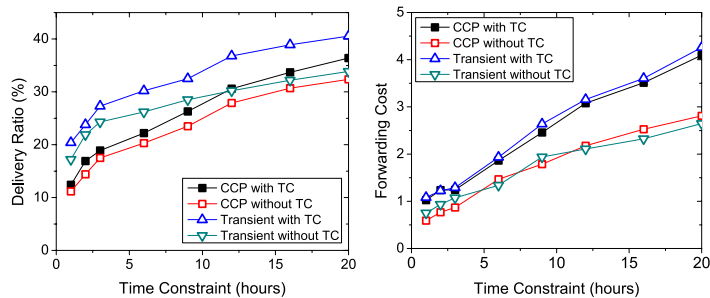 40
30
20
10
0
0
5
10
15
20
Delivery Ratio (%)
Time Constraint (hours)
CCP with TC
CCP without TC
Transient with TC
Transient without TC
5
4
3
2
1
0
0
5
10
15
20
Forwarding Cost
Time Constraint (hours)
CCP with TC
CCP without TC
Transient with TC
Transient without TC